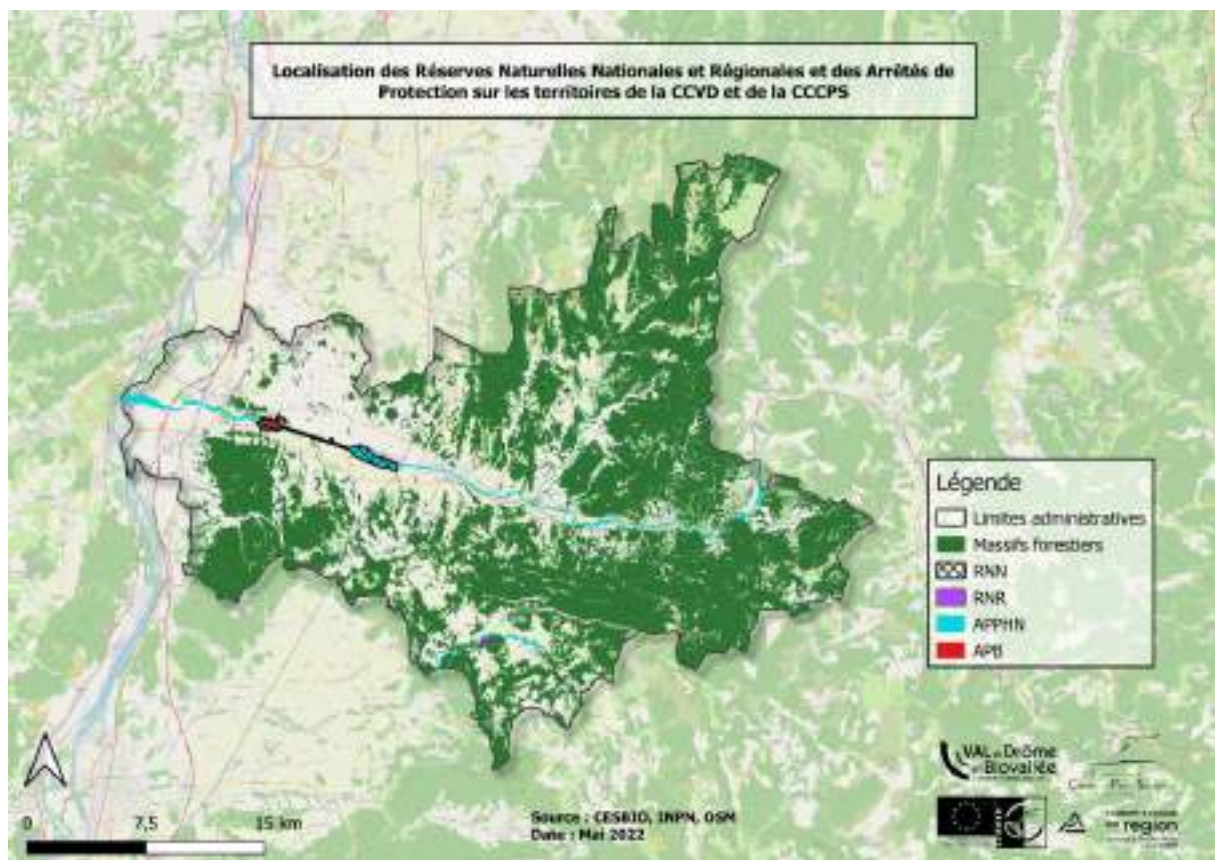 Localisation des Réserves Naturelles Nationales et Régionales et des Arrêtés de
Protection sur les territoires de la CCVD et de la CCCPS
Légende
Limites administratives
Massifs forestiers
RNN
RNR
APPHN
APB
VAL de Drôme
en Biovallée
0 7,5 15 km
Source : CESBIO, INPN, OSM
Date : Mai 2022
région